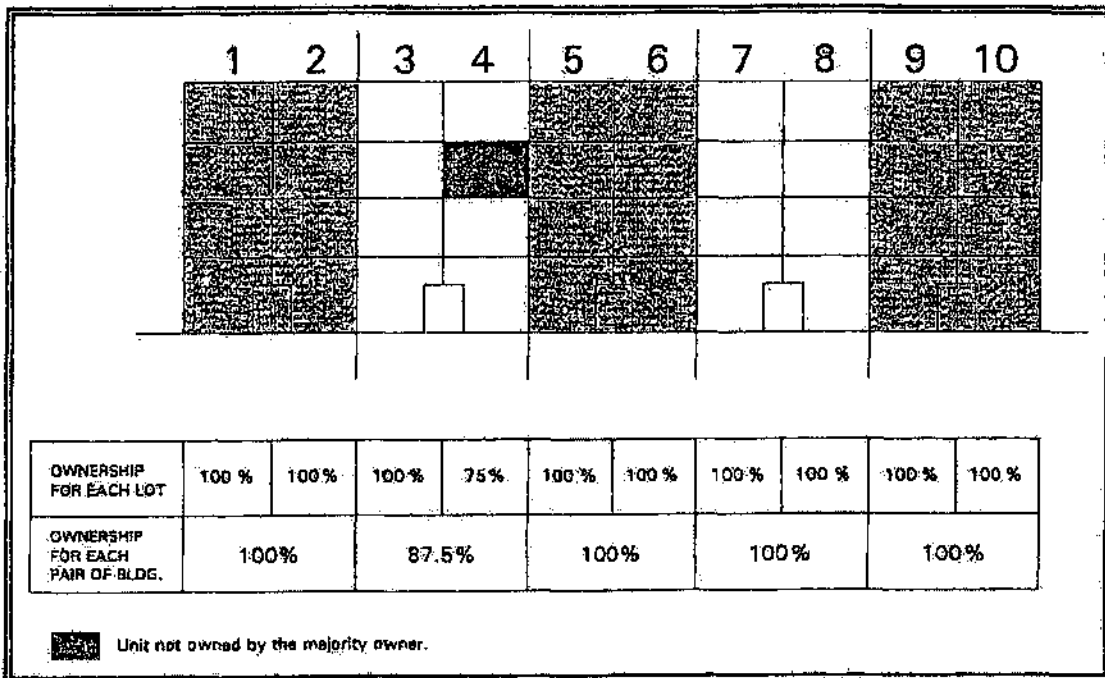 1 2 3 4 5 6 7 8 9 10
OWNERSHIP
FOR EACH LOT
100 % 100 % 100 % 75% 100 % 100 % 100 % 100 % 100 % 100 %
OWNERSHIP
FOR EACH
PAIR OF BLDG.
100% 87.5% 100% 100% 100%
Unit not owned by the majority owner.